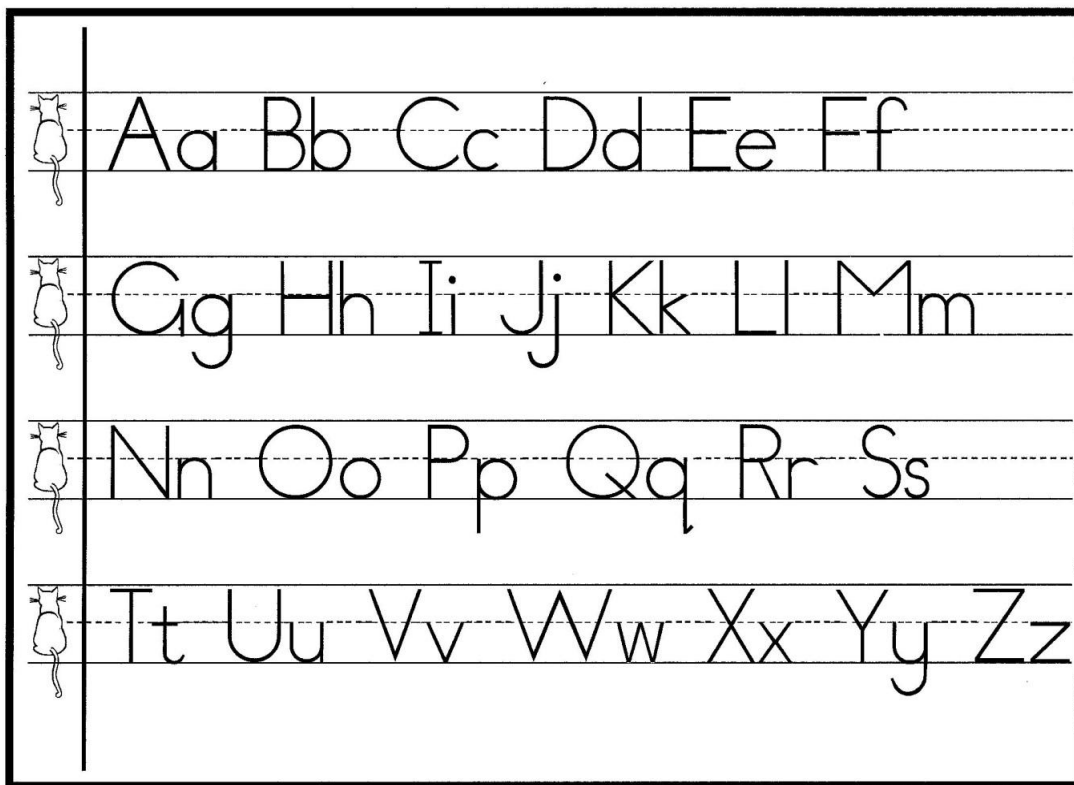 Aa Bb Cc Dd Ee Ff
Gg Hh Ii Jj Kk Ll Mm
Nn Oo Pp Qq Rr Ss
Tt Uu Vv Ww Xx Yy Zz